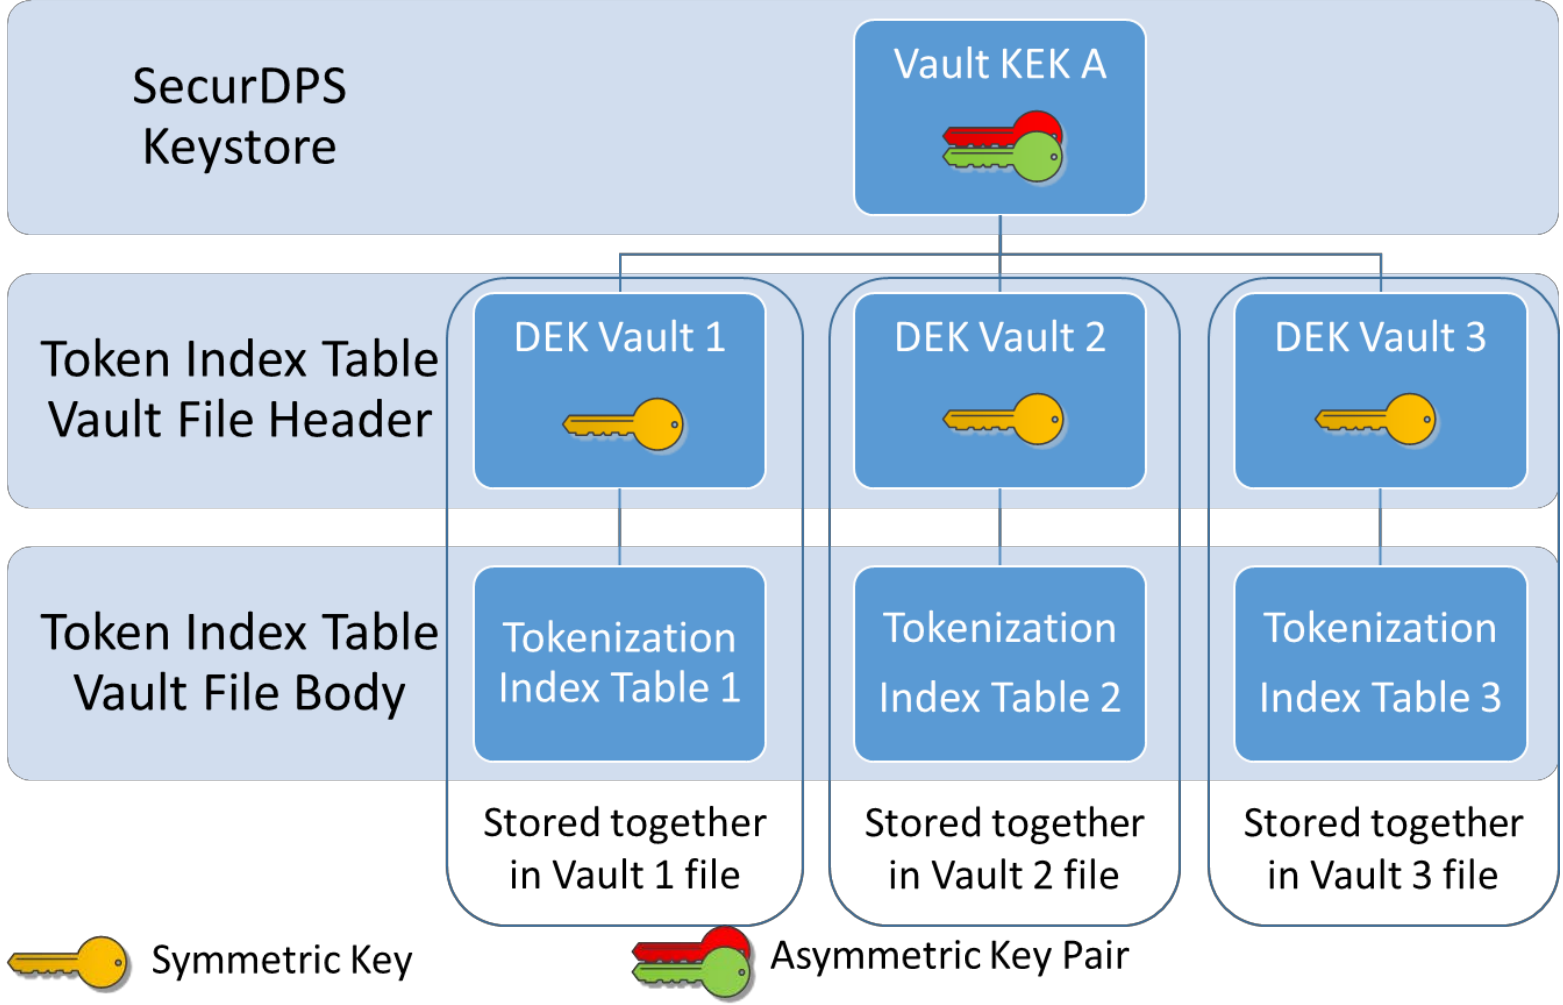 SecurDPS
Keystore
Vault KEK A
Token Index Table
Vault File Header
DEK Vault 1
DEK Vault 2
DEK Vault 3
Token Index Table
Vault File Body
Tokenization
Index Table 1
Tokenization
Index Table 2
Tokenization
Index Table 3
Stored together
in Vault 1 file
Stored together
in Vault 2 file
Stored together
in Vault 3 file
Symmetric Key
Asymmetric Key Pair